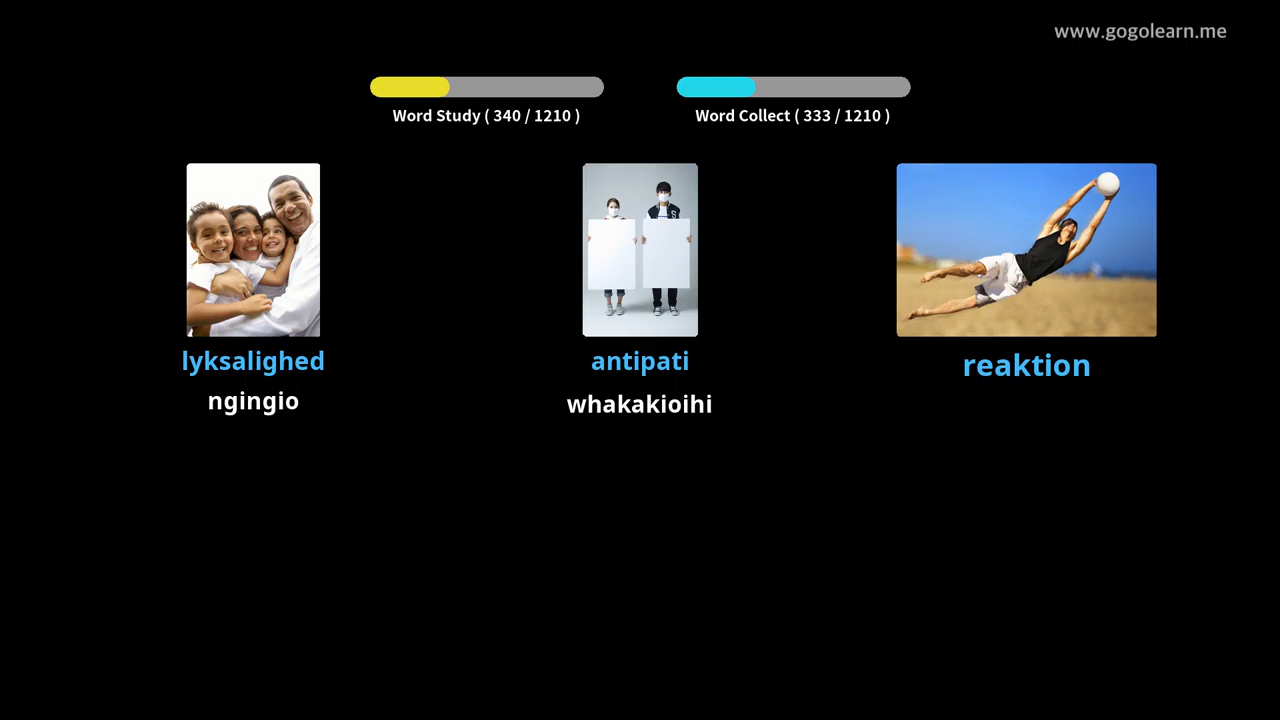 www.gogolearn.me
Word Study ( 340 / 1210 )
Word Collect ( 333 / 1210 )
lyksalighed
ngingio
antipati
whakakioihi
reaktion